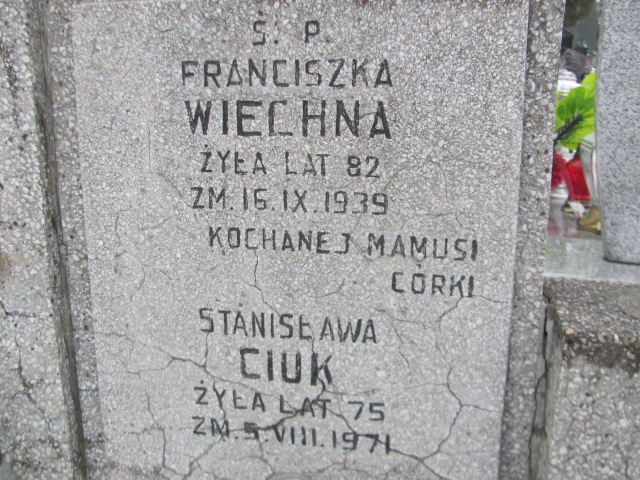 Ś. P.
FRANCISZKA
WIECHNA
ŻYŁA LAT 82
ZM. 16.IX.1939
KOCHANEJ MAMUSI
CÓRKI
STANISŁAWA
CIUK
ŻYŁA LAT 75
ZM. 5.VIII.1971